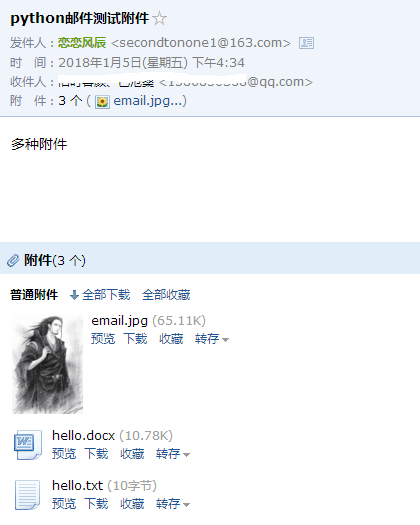 python邮件测试附件
发件人：恋恋风辰 <secondtonone1@163.com>
时　间：2018年1月5日(星期五) 下午4:34
收件人： @qq.com>
附　件：3 个 ( email.jpg...)
多种附件
附件(3 个)
普通附件 全部下载 全部收藏
email.jpg (65.11K)
预览 下载 收藏 转存
hello.docx (10.78K)
预览 下载 收藏 转存
hello.txt (10字节)
预览 下载 收藏 转存